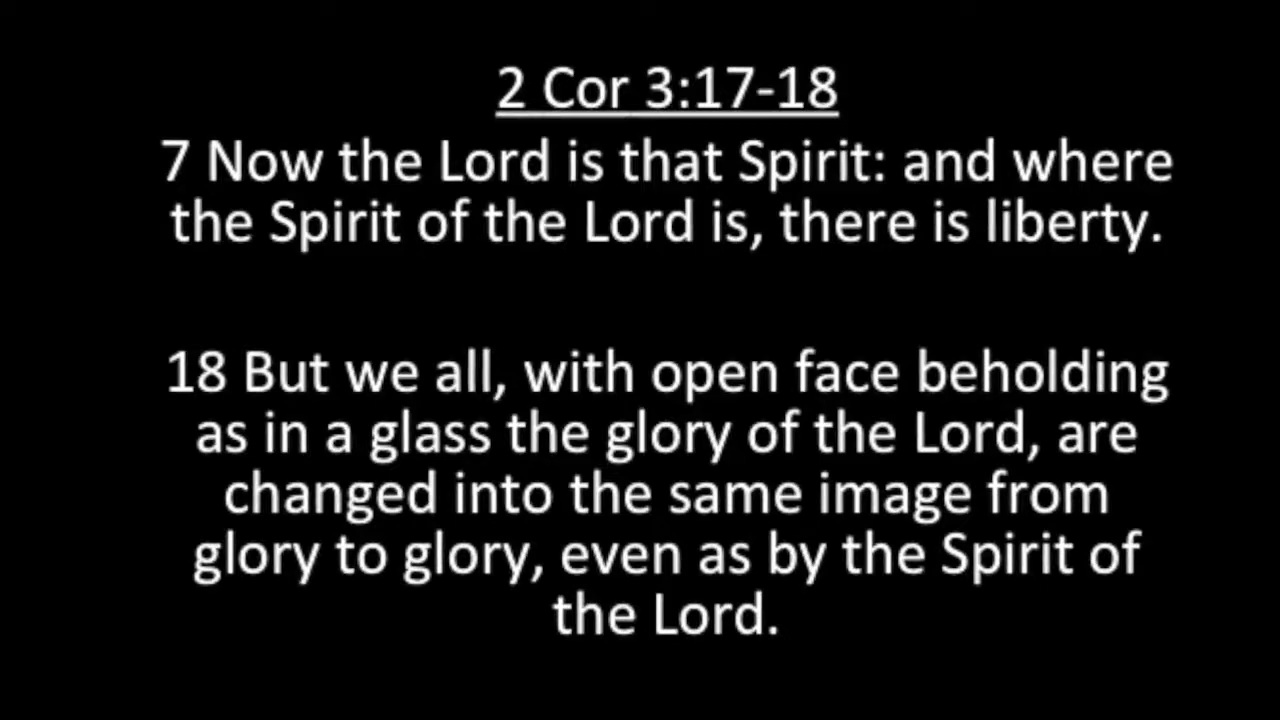 2 Cor 3:17-18
7 Now the Lord is that Spirit: and where
the Spirit of the Lord is, there is liberty.
18 But we all, with open face beholding
as in a glass the glory of the Lord, are
changed into the same image from
glory to glory, even as by the Spirit of
the Lord.